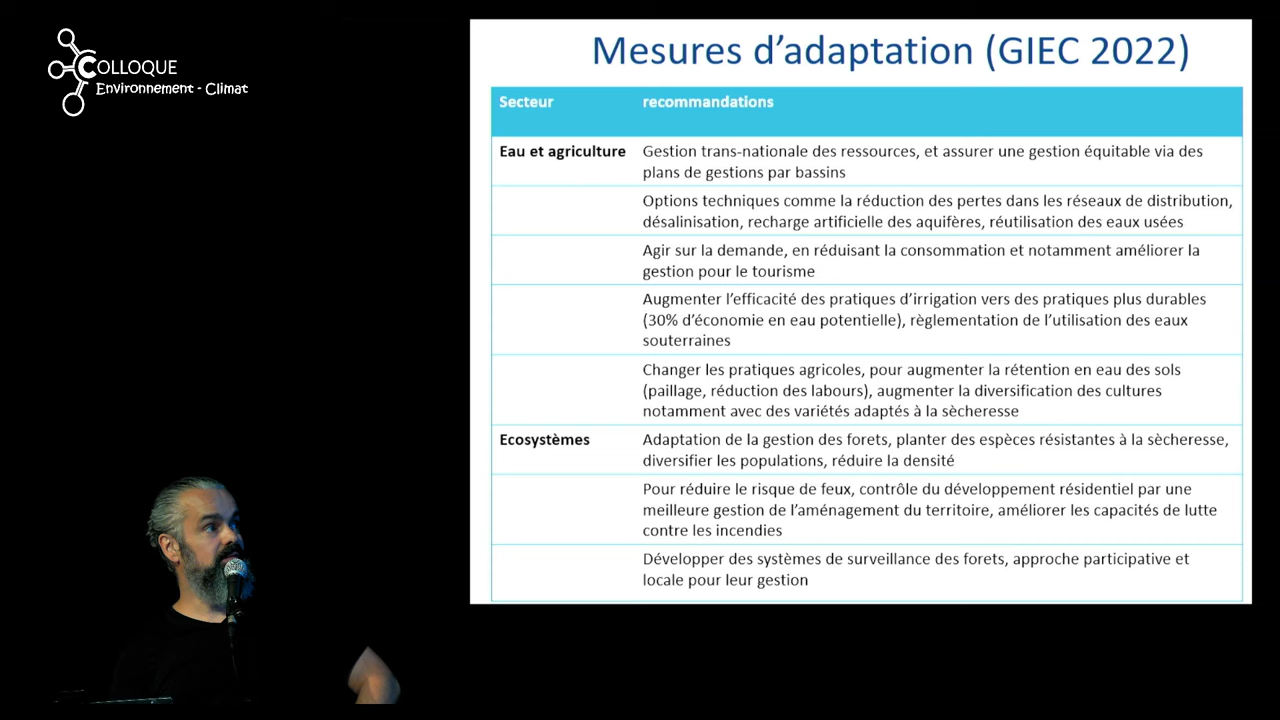 COLLOQUE
Environnement - Climat
Mesures d'adaptation (GIEC 2022)
Secteur recommandations
Eau et agriculture Gestion trans-nationale des ressources, et assurer une gestion équitable via des
plans de gestions par bassins
Options techniques comme la réduction des pertes dans les réseaux de distribution,
désalinisation, recharge artificielle des aquifères, réutilisation des eaux usées
Agir sur la demande, en réduisant la consommation et notamment améliorer la
gestion pour le tourisme
Augmenter l'efficacité des pratiques d'irrigation vers des pratiques plus durables
(30% d'économie en eau potentielle), règlementation de l'utilisation des eaux
souterraines
Changer les pratiques agricoles, pour augmenter la rétention en eau des sols
(paillage, réduction des labours), augmenter la diversification des cultures
notamment avec des variétés adaptés à la sècheresse
Ecosystèmes Adaptation de la gestion des forets, planter des espèces résistantes à la sècheresse,
diversifier les populations, réduire la densité
Pour réduire le risque de feux, contrôle du développement résidentiel par une
meilleure gestion de l'aménagement du territoire, améliorer les capacités de lutte
contre les incendies
Développer des systèmes de surveillance des forets, approche participative et
locale pour leur gestion